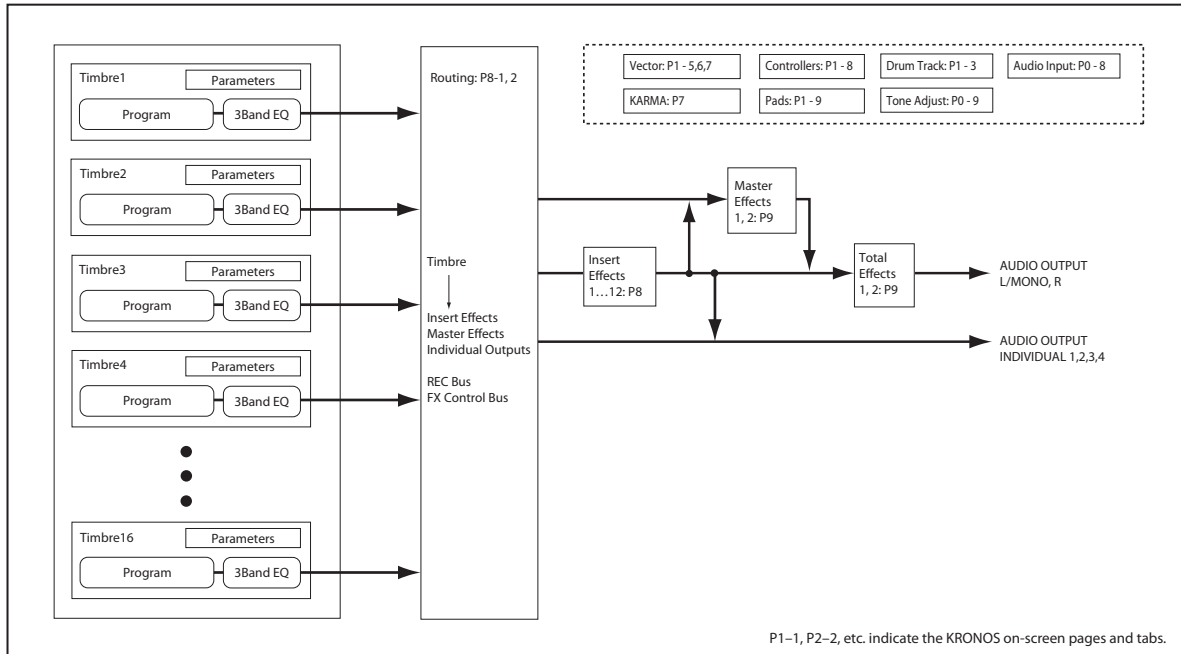 Timbre1
Parameters
Program
3Band EQ
Timbre2
Parameters
Program
3Band EQ
Timbre3
Parameters
Program
3Band EQ
Timbre4
Parameters
Program
3Band EQ
Timbre16
Parameters
Program
3Band EQ
Routing: P8-1, 2
Timbre
Insert Effects
Master Effects
Individual Outputs
REC Bus
FX Control Bus
Vector: P1 - 5,6,7
Controllers: P1 - 8
Drum Track: P1 - 3
Audio Input: P0 - 8
KARMA: P7
Pads: P1 - 9
Tone Adjust: P0 - 9
Master
Effects
1, 2: P9
Insert
Effects
1…12: P8
Total
Effects
1, 2: P9
AUDIO OUTPUT
L/MONO, R
AUDIO OUTPUT
INDIVIDUAL 1,2,3,4
P1–1, P2–2, etc. indicate the KRONOS on-screen pages and tabs.